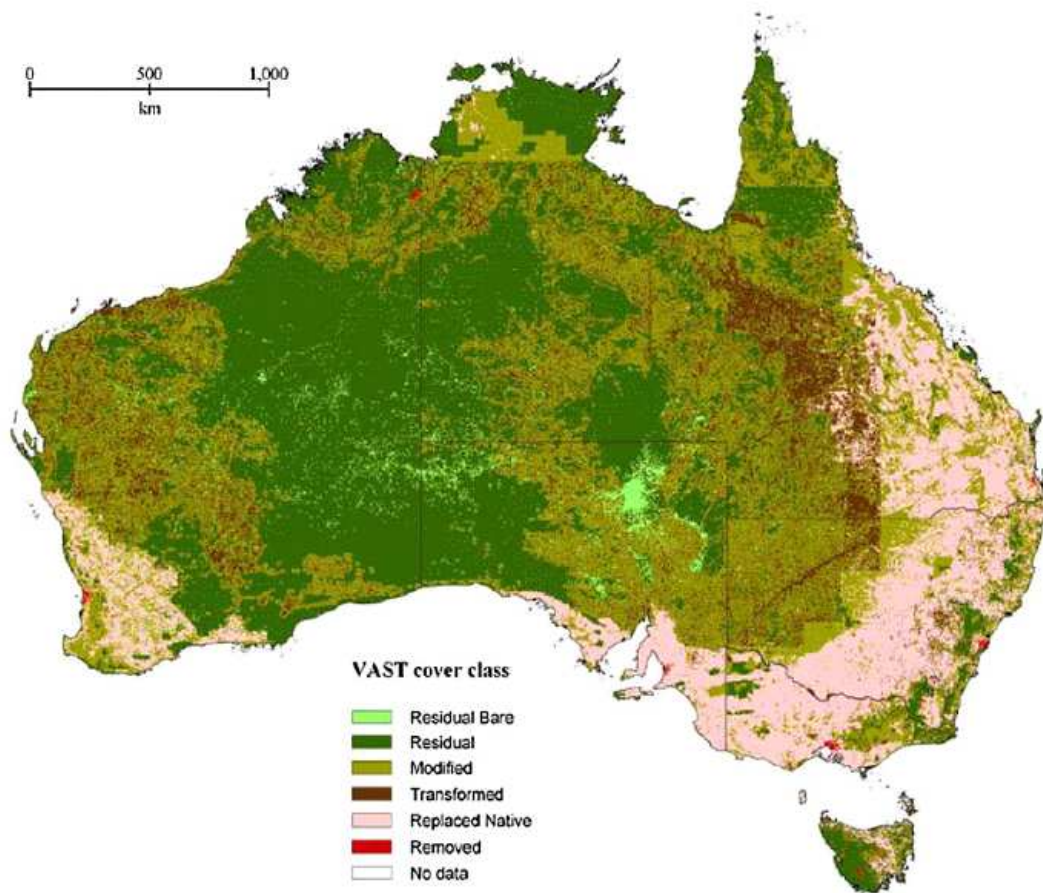 0 500 1,000
km
VAST cover class
Residual Bare
Residual
Modified
Transformed
Replaced Native
Removed
No data